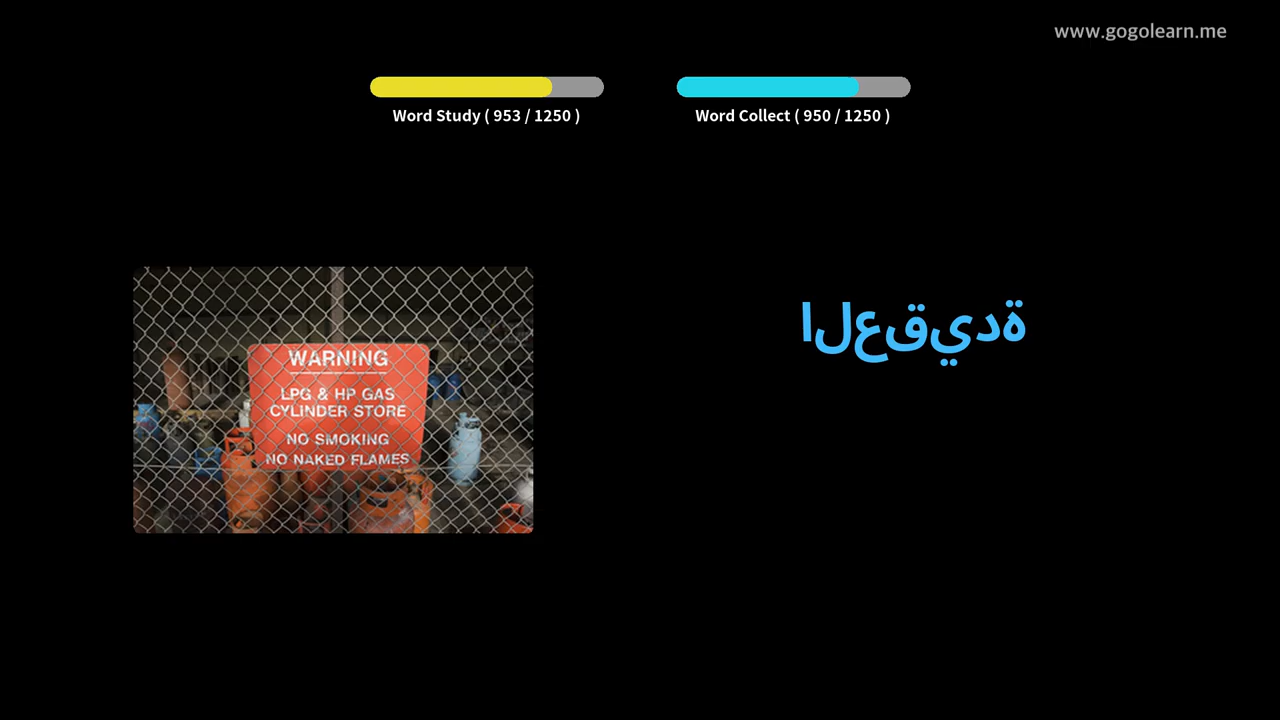 www.gogolearn.me
Word Study ( 953 / 1250 )
Word Collect ( 950 / 1250 )
العقيدة
WARNING
LPG & HP GAS
CYLINDER STORE
NO SMOKING
NO NAKED FLAMES